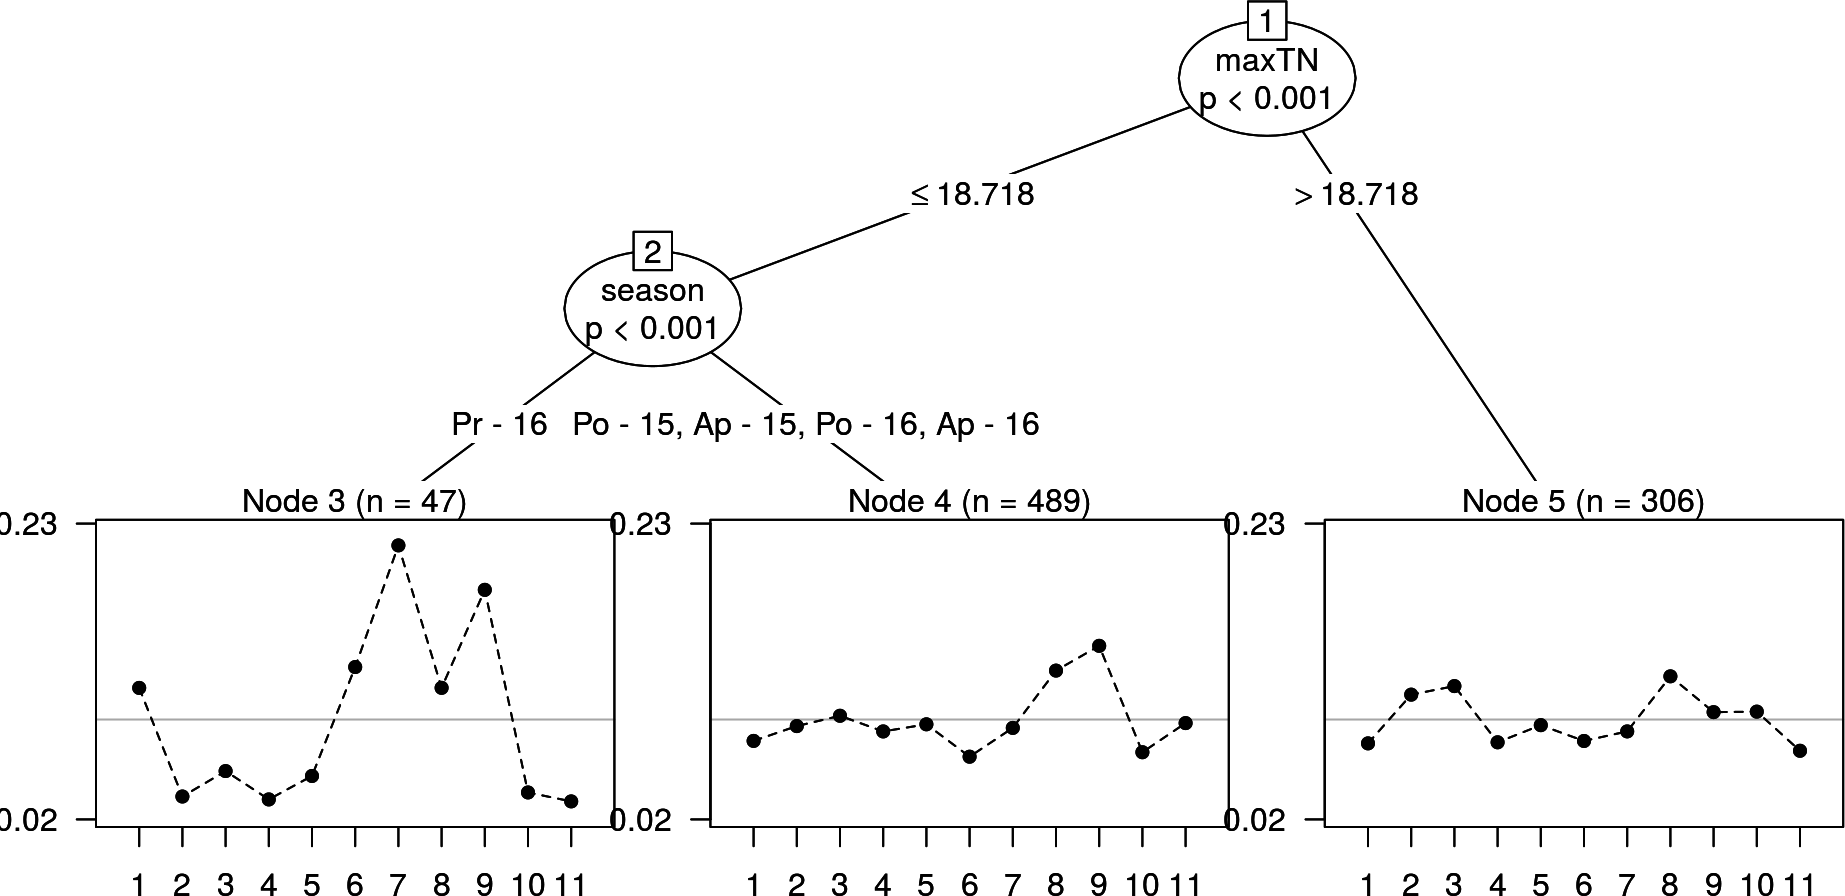 1
maxTN
p < 0.001
≤ 18.718
> 18.718
2
season
p < 0.001
Pr - 16
Po - 15, Ap - 15, Po - 16, Ap - 16
Node 3 (n = 47)
0.23
0.02
1 2 3 4 5 6 7 8 9 10 11
Node 4 (n = 489)
0.23
0.02
1 2 3 4 5 6 7 8 9 10 11
Node 5 (n = 306)
0.23
0.02
1 2 3 4 5 6 7 8 9 10 11